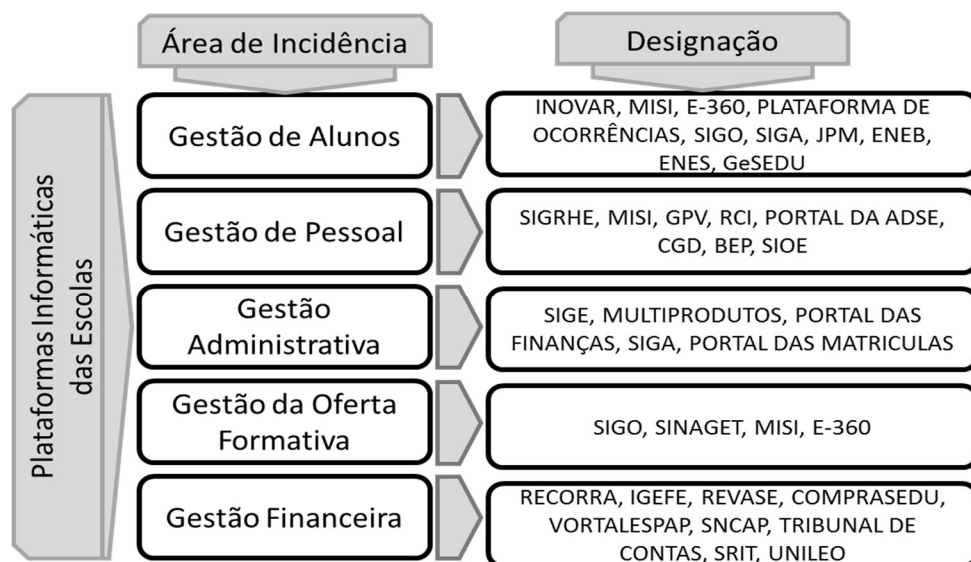 Área de Incidência
Designação
Plataformas Informáticas
das Escolas
Gestão de Alunos
INOVAR, MISI, E-360, PLATAFORMA DE
OCORRÊNCIAS, SIGO, SIGA, JPM, ENEB,
ENES, GeSEDU
Gestão de Pessoal
SIGRHE, MISI, GPV, RCI, PORTAL DA ADSE,
CGD, BEP, SIOE
Gestão
Administrativa
SIGE, MULTIPRODUTOS, PORTAL DAS
FINANÇAS, SIGA, PORTAL DAS MATRICULAS
Gestão da Oferta
Formativa
SIGO, SINAGET, MISI, E-360
Gestão Financeira
RECORRA, IGEFE, REVASE, COMPRASEDU,
VORTALESPAP, SNCAP, TRIBUNAL DE
CONTAS, SRIT, UNILEO